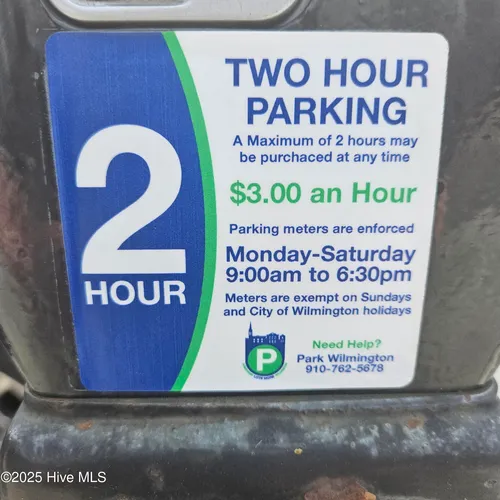 2
HOUR
TWO HOUR
PARKING
A Maximum of 2 hours may
be purchased at any time
$3.00 an Hour
Parking meters are enforced
Monday-Saturday
9:00am to 6:30pm
Meters are exempt on Sundays
and City of Wilmington holidays
P
Need Help?
Park Wilmington
910-762-5678
©2025 Hive MLS